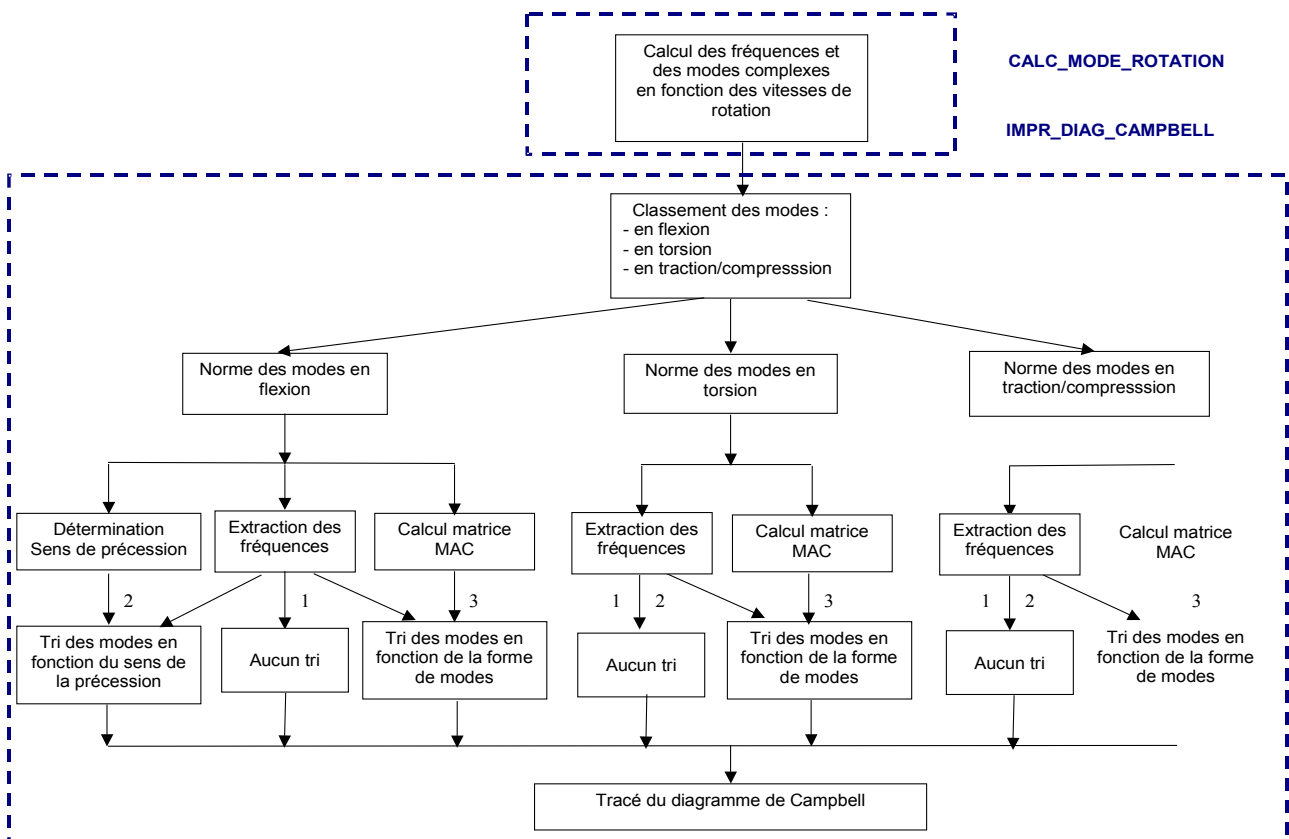 Calcul des fréquences et
des modes complexes
en fonction des vitesses de
rotation
CALC_MODE_ROTATION
IMPR_DIAG_CAMPBELL
Classement des modes :
- en flexion
- en torsion
- en traction/compresssion
Norme des modes en
flexion
Norme des modes en
torsion
Norme des modes en
traction/compresssion
Détermination
Sens de précession
Extraction des
fréquences
Calcul matrice
MAC
Extraction des
fréquences
Calcul matrice
MAC
Extraction des
fréquences
Calcul matrice
MAC
2
1
3
1
2
3
1
2
3
Tri des modes en
fonction du sens de
la précession
Aucun tri
Tri des modes en
fonction de la forme
de modes
Aucun tri
Tri des modes en
fonction de la forme
de modes
Aucun tri
Tri des modes en
fonction de la forme
de modes
Tracé du diagramme de Campbell